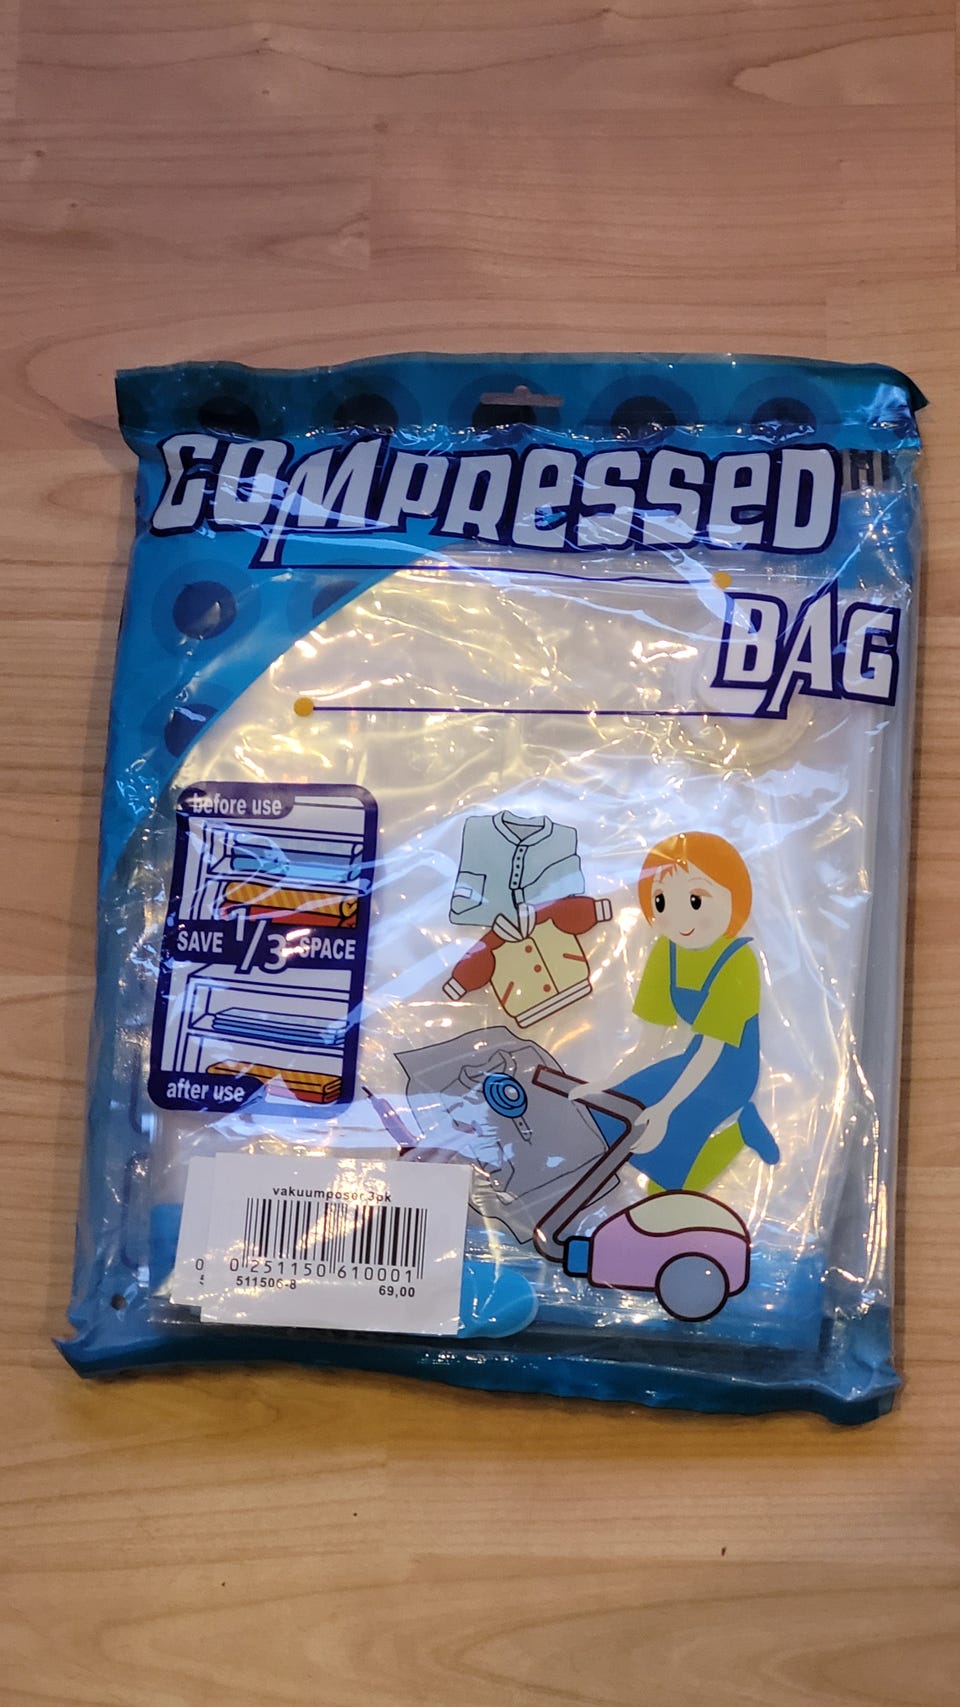 COMPRESSED
BAG
before use
SAVE 1/3 SPACE
after use
vakuumposer 3pk
0 251150 610001
511506-8 69,00